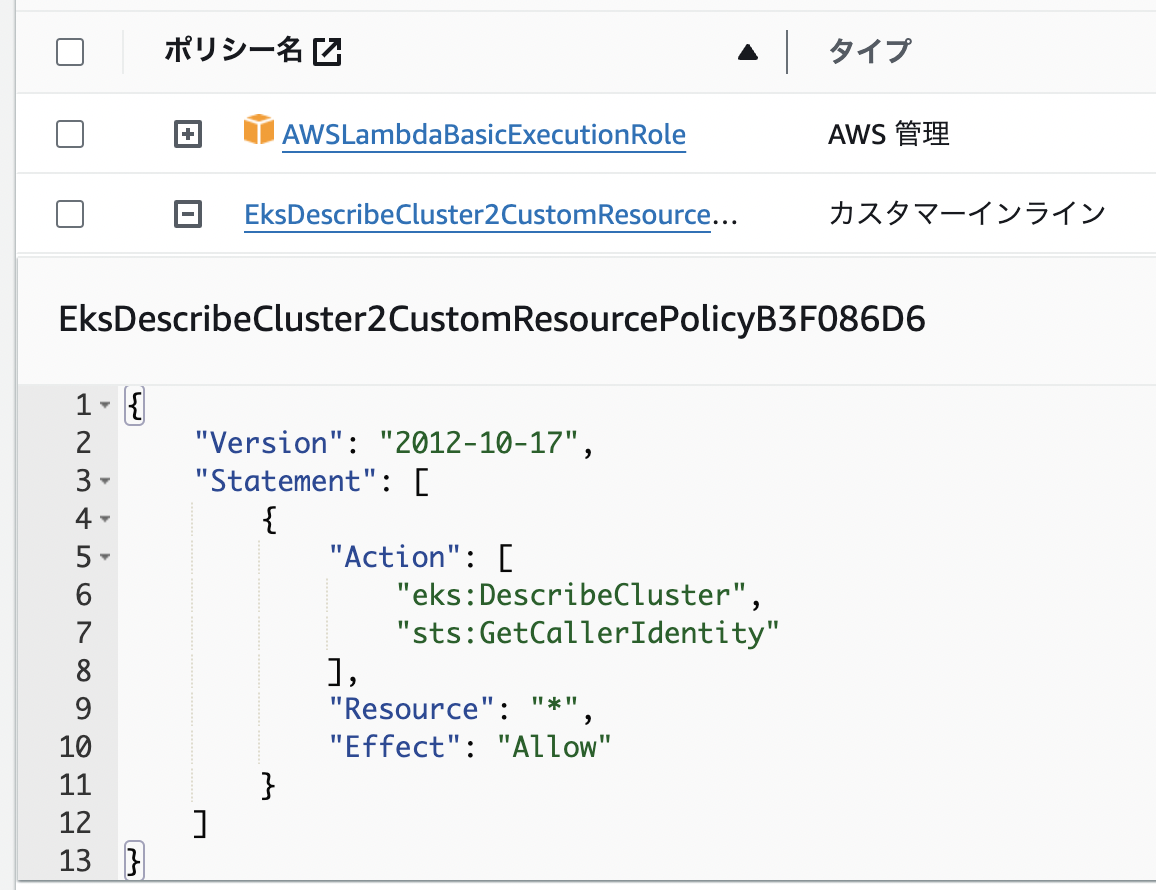 ポリシー名 ▲ タイプ
AWSLambdaBasicExecutionRole AWS 管理
EksDescribeCluster2CustomResource... カスタマーインライン
EksDescribeCluster2CustomResourcePolicyB3F086D6
1 {
2 "Version": "2012-10-17",
3 "Statement": [
4 {
5 "Action": [
6 "eks:DescribeCluster",
7 "sts:GetCallerIdentity"
8 ],
9 "Resource": "*",
10 "Effect": "Allow"
11 }
12 ]
13 }